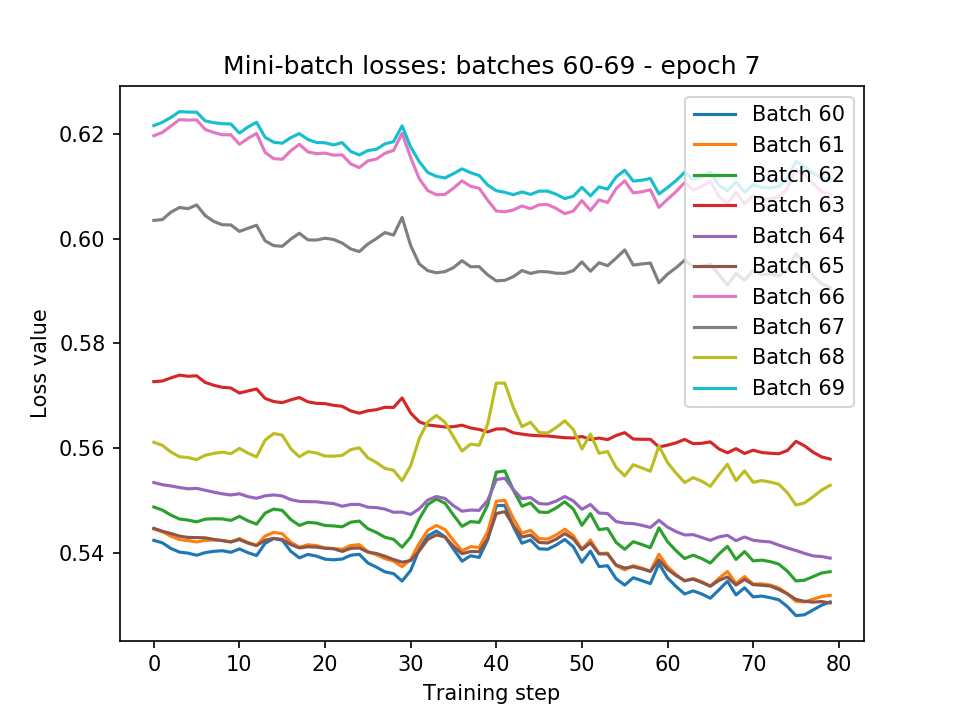 Mini-batch losses: batches 60-69 - epoch 7
Loss value
0.62
0.60
0.58
0.56
0.54
Batch 60
Batch 61
Batch 62
Batch 63
Batch 64
Batch 65
Batch 66
Batch 67
Batch 68
Batch 69
0
10
20
30
40
50
60
70
80
Training step